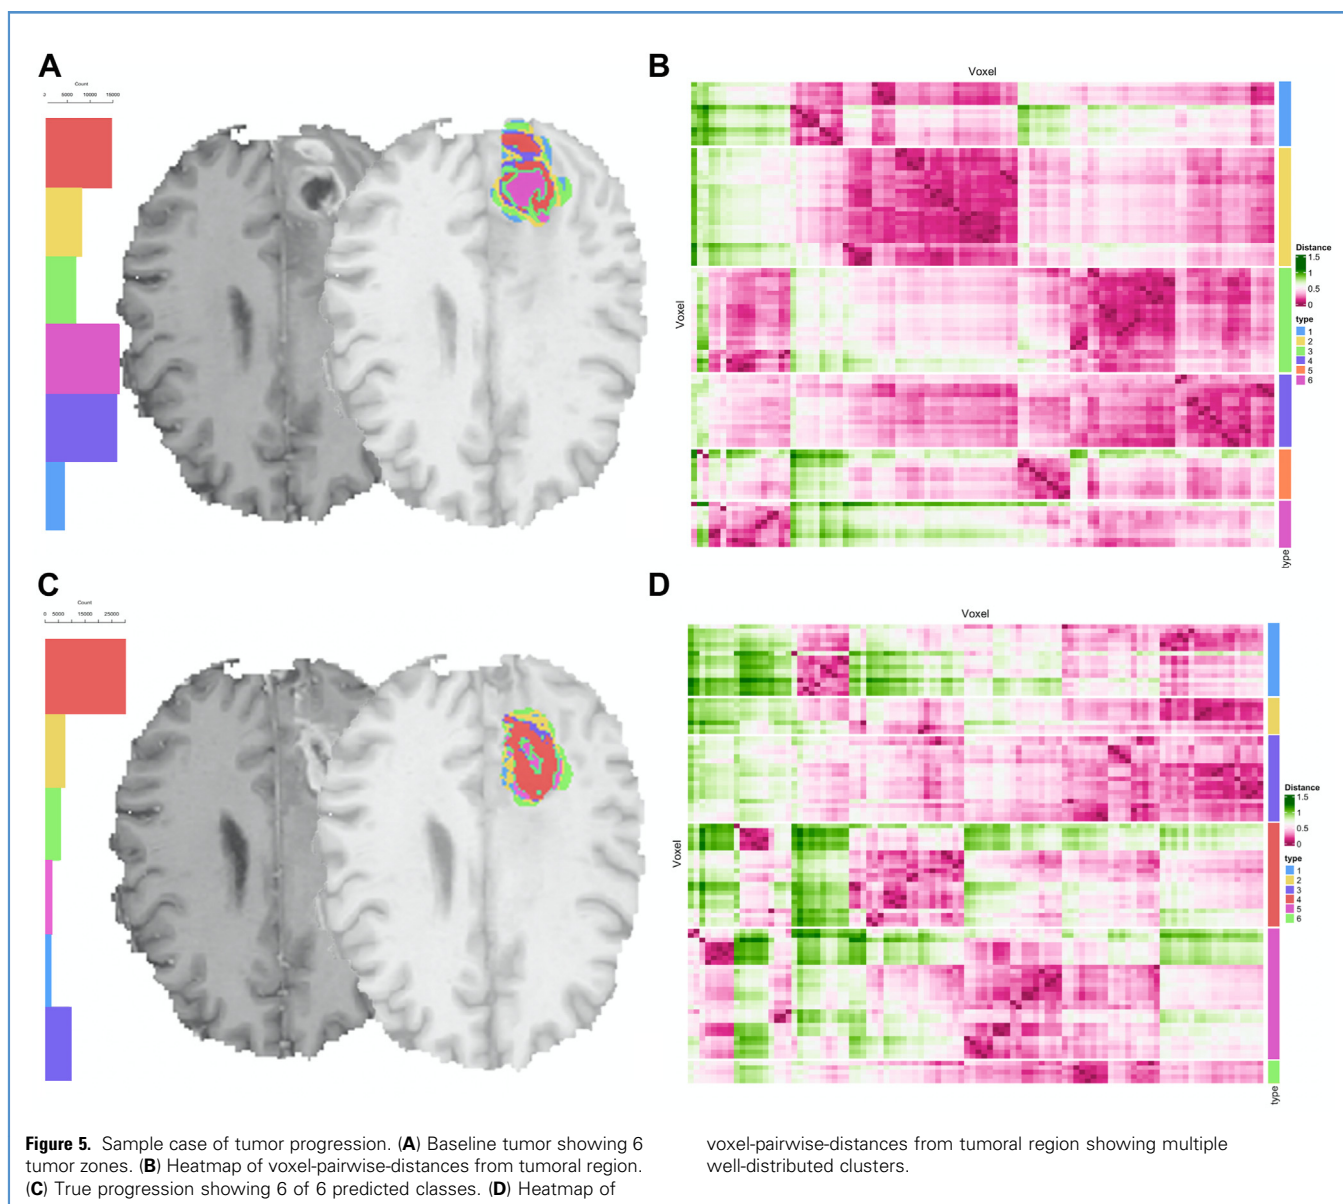 A
Count
2 5000 10000 15000
B
Voxel
Voxel
Distance
1.5
1
0.5
0
type
1
2
3
4
5
6
type
C
Count
0 5000 15000 25000
D
Voxel
Voxel
Distance
1.5
1
0.5
0
type
1
2
3
4
5
6
type
Figure 5. Sample case of tumor progression. (A) Baseline tumor showing 6
tumor zones. (B) Heatmap of voxel-pairwise-distances from tumoral region.
(C) True progression showing 6 of 6 predicted classes. (D) Heatmap of
voxel-pairwise-distances from tumoral region showing multiple
well-distributed clusters.